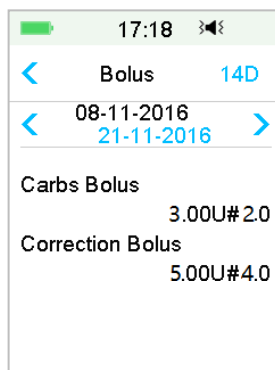 17:18
Bolus 14D
08-11-2016
21-11-2016
Carbs Bolus
3.00U#2.0
Correction Bolus
5.00U#4.0